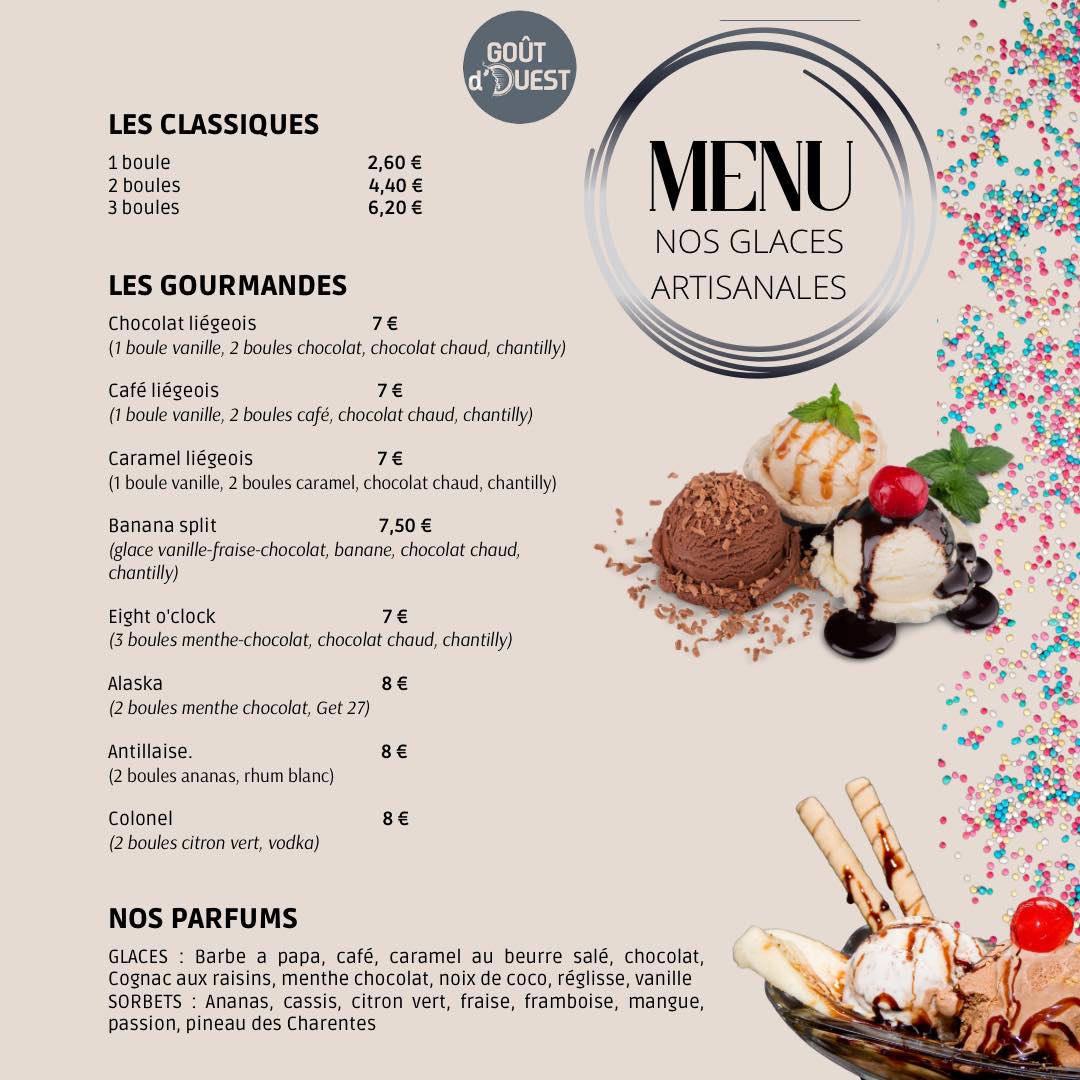 GOÛT
d'OUEST
MENU
NOS GLACES
ARTISANALES
LES CLASSIQUES
1 boule 2,60 €
2 boules 4,40 €
3 boules 6,20 €
LES GOURMANDES
Chocolat liégeois 7 €
(1 boule vanille, 2 boules chocolat, chocolat chaud, chantilly)
Café liégeois 7 €
(1 boule vanille, 2 boules café, chocolat chaud, chantilly)
Caramel liégeois 7 €
(1 boule vanille, 2 boules caramel, chocolat chaud, chantilly)
Banana split 7,50 €
(glace vanille-fraise-chocolat, banane, chocolat chaud,
chantilly)
Eight o'clock 7 €
(3 boules menthe-chocolat, chocolat chaud, chantilly)
Alaska 8 €
(2 boules menthe chocolat, Get 27)
Antillaise. 8 €
(2 boules ananas, rhum blanc)
Colonel 8 €
(2 boules citron vert, vodka)
NOS PARFUMS
GLACES : Barbe a papa, café, caramel au beurre salé, chocolat,
Cognac aux raisins, menthe chocolat, noix de coco, réglisse, vanille
SORBETS : Ananas, cassis, citron vert, fraise, framboise, mangue,
passion, pineau des Charentes